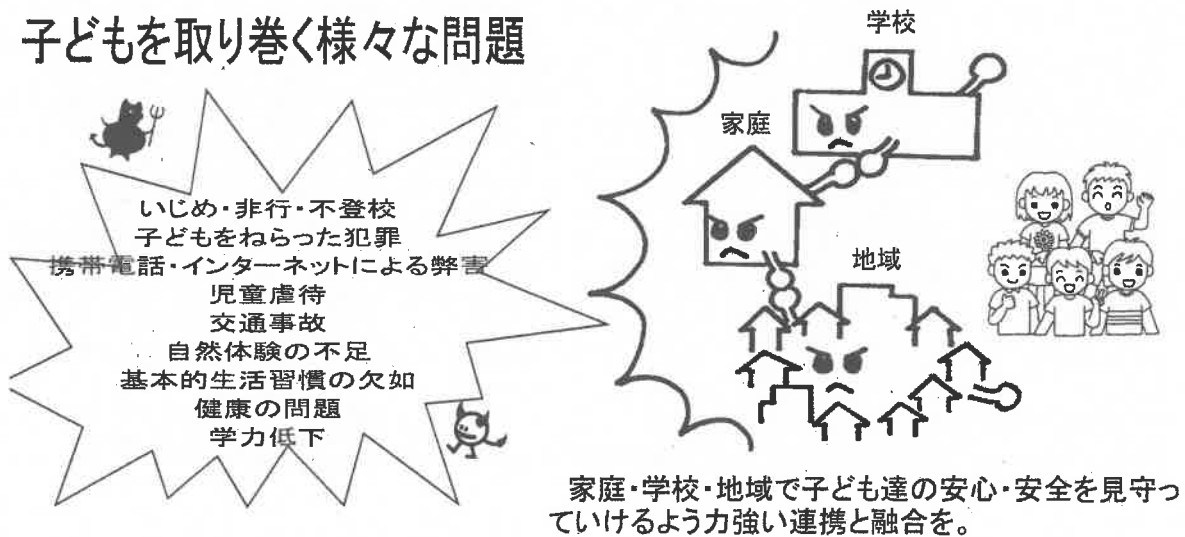 子どもを取り巻く様々な問題
いじめ・非行・不登校
子どもをねらった犯罪
携帯電話・インターネットによる弊害
児童虐待
交通事故
自然体験の不足
基本的生活習慣の欠如
健康の問題
学力低下
学校
家庭
地域
家庭・学校・地域で子ども達の安心・安全を見守っ
ていけるよう力強い連携と融合を。